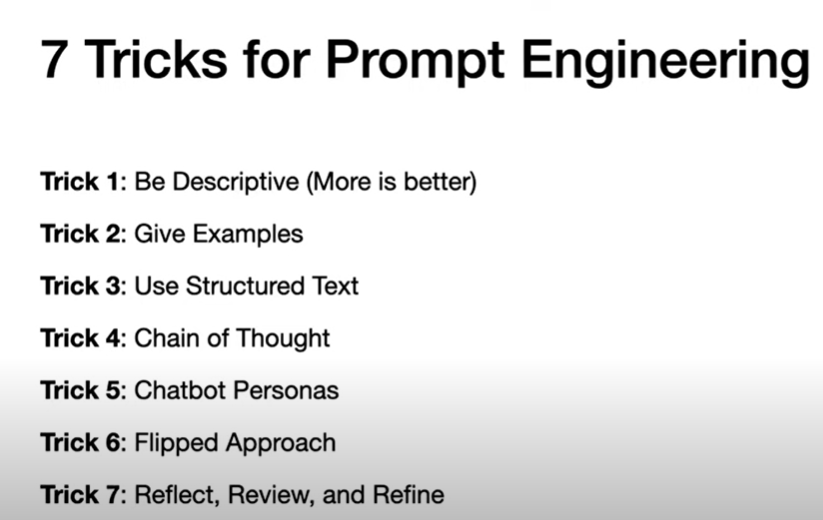 7 Tricks for Prompt Engineering
Trick 1: Be Descriptive (More is better)
Trick 2: Give Examples
Trick 3: Use Structured Text
Trick 4: Chain of Thought
Trick 5: Chatbot Personas
Trick 6: Flipped Approach
Trick 7: Reflect, Review, and Refine